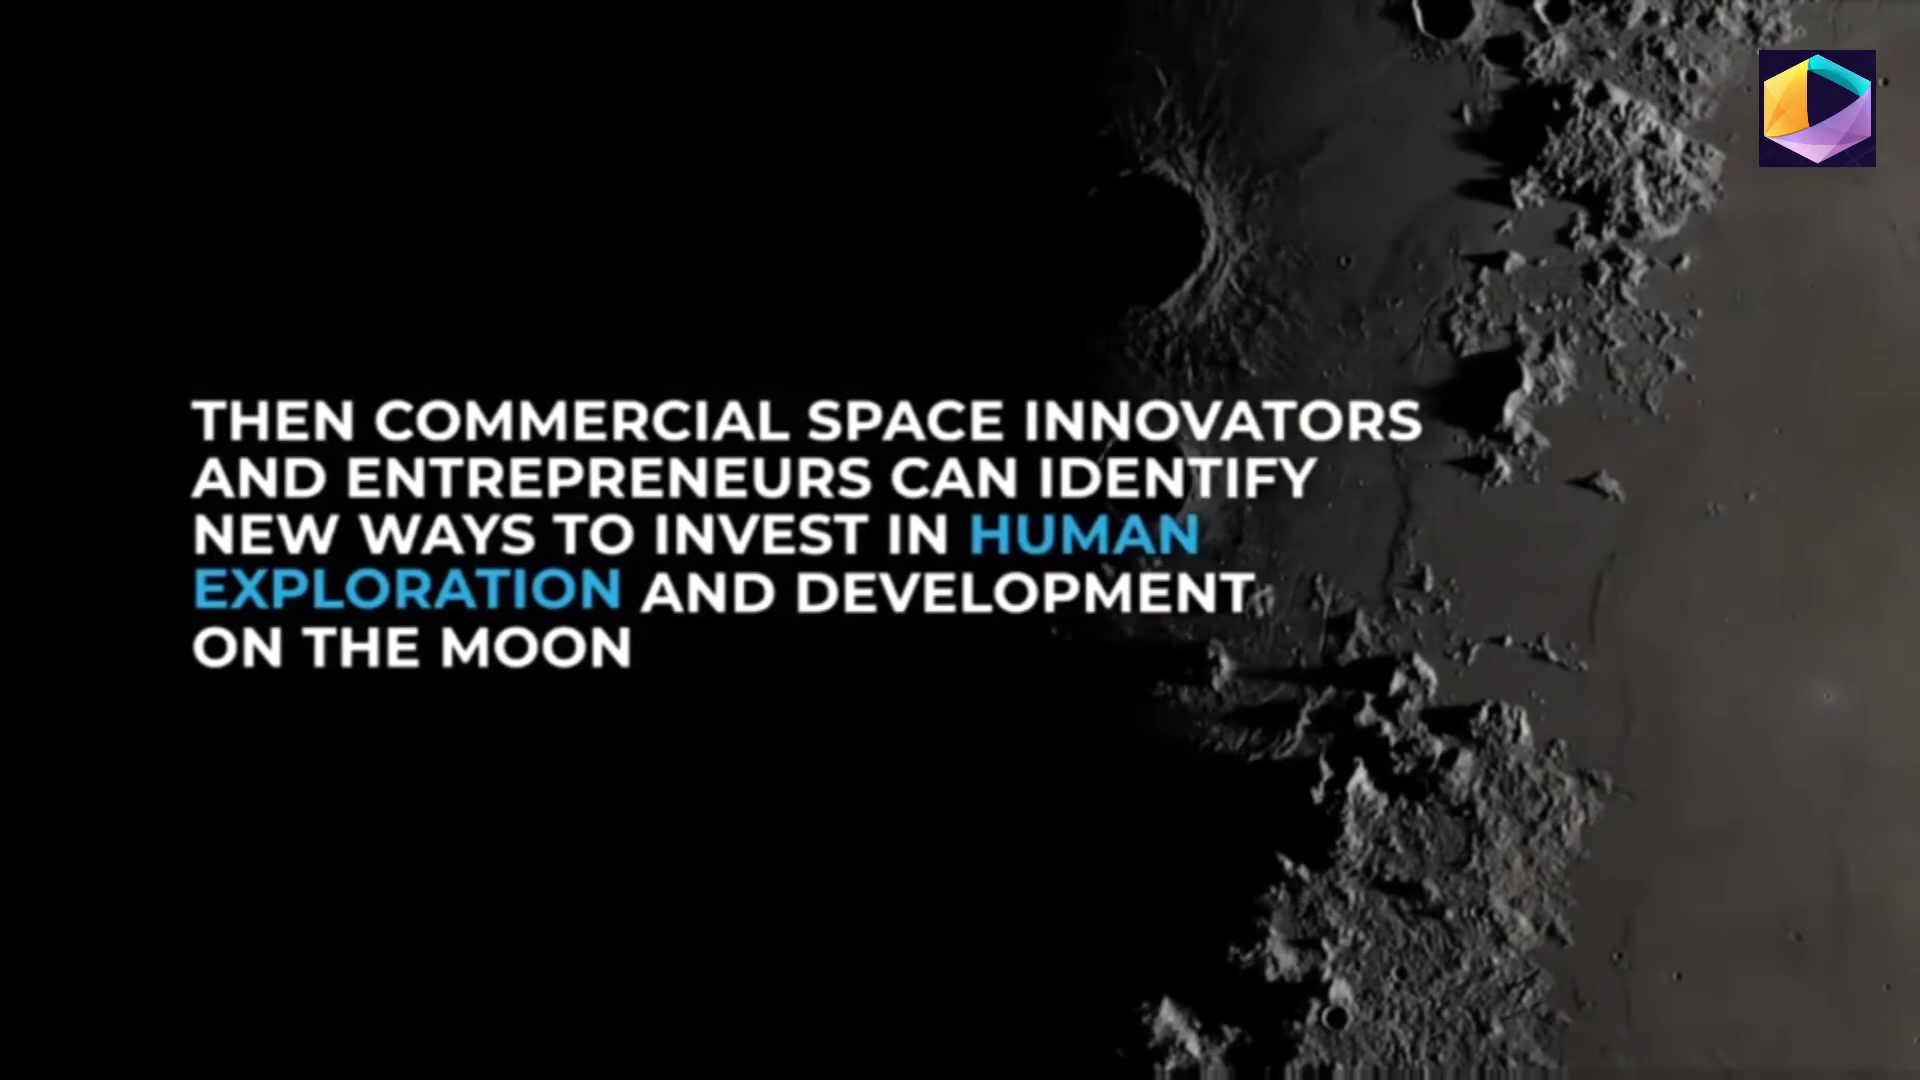 THEN COMMERCIAL SPACE INNOVATORS
AND ENTREPRENEURS CAN IDENTIFY
NEW WAYS TO INVEST IN HUMAN
EXPLORATION AND DEVELOPMENT
ON THE MOON